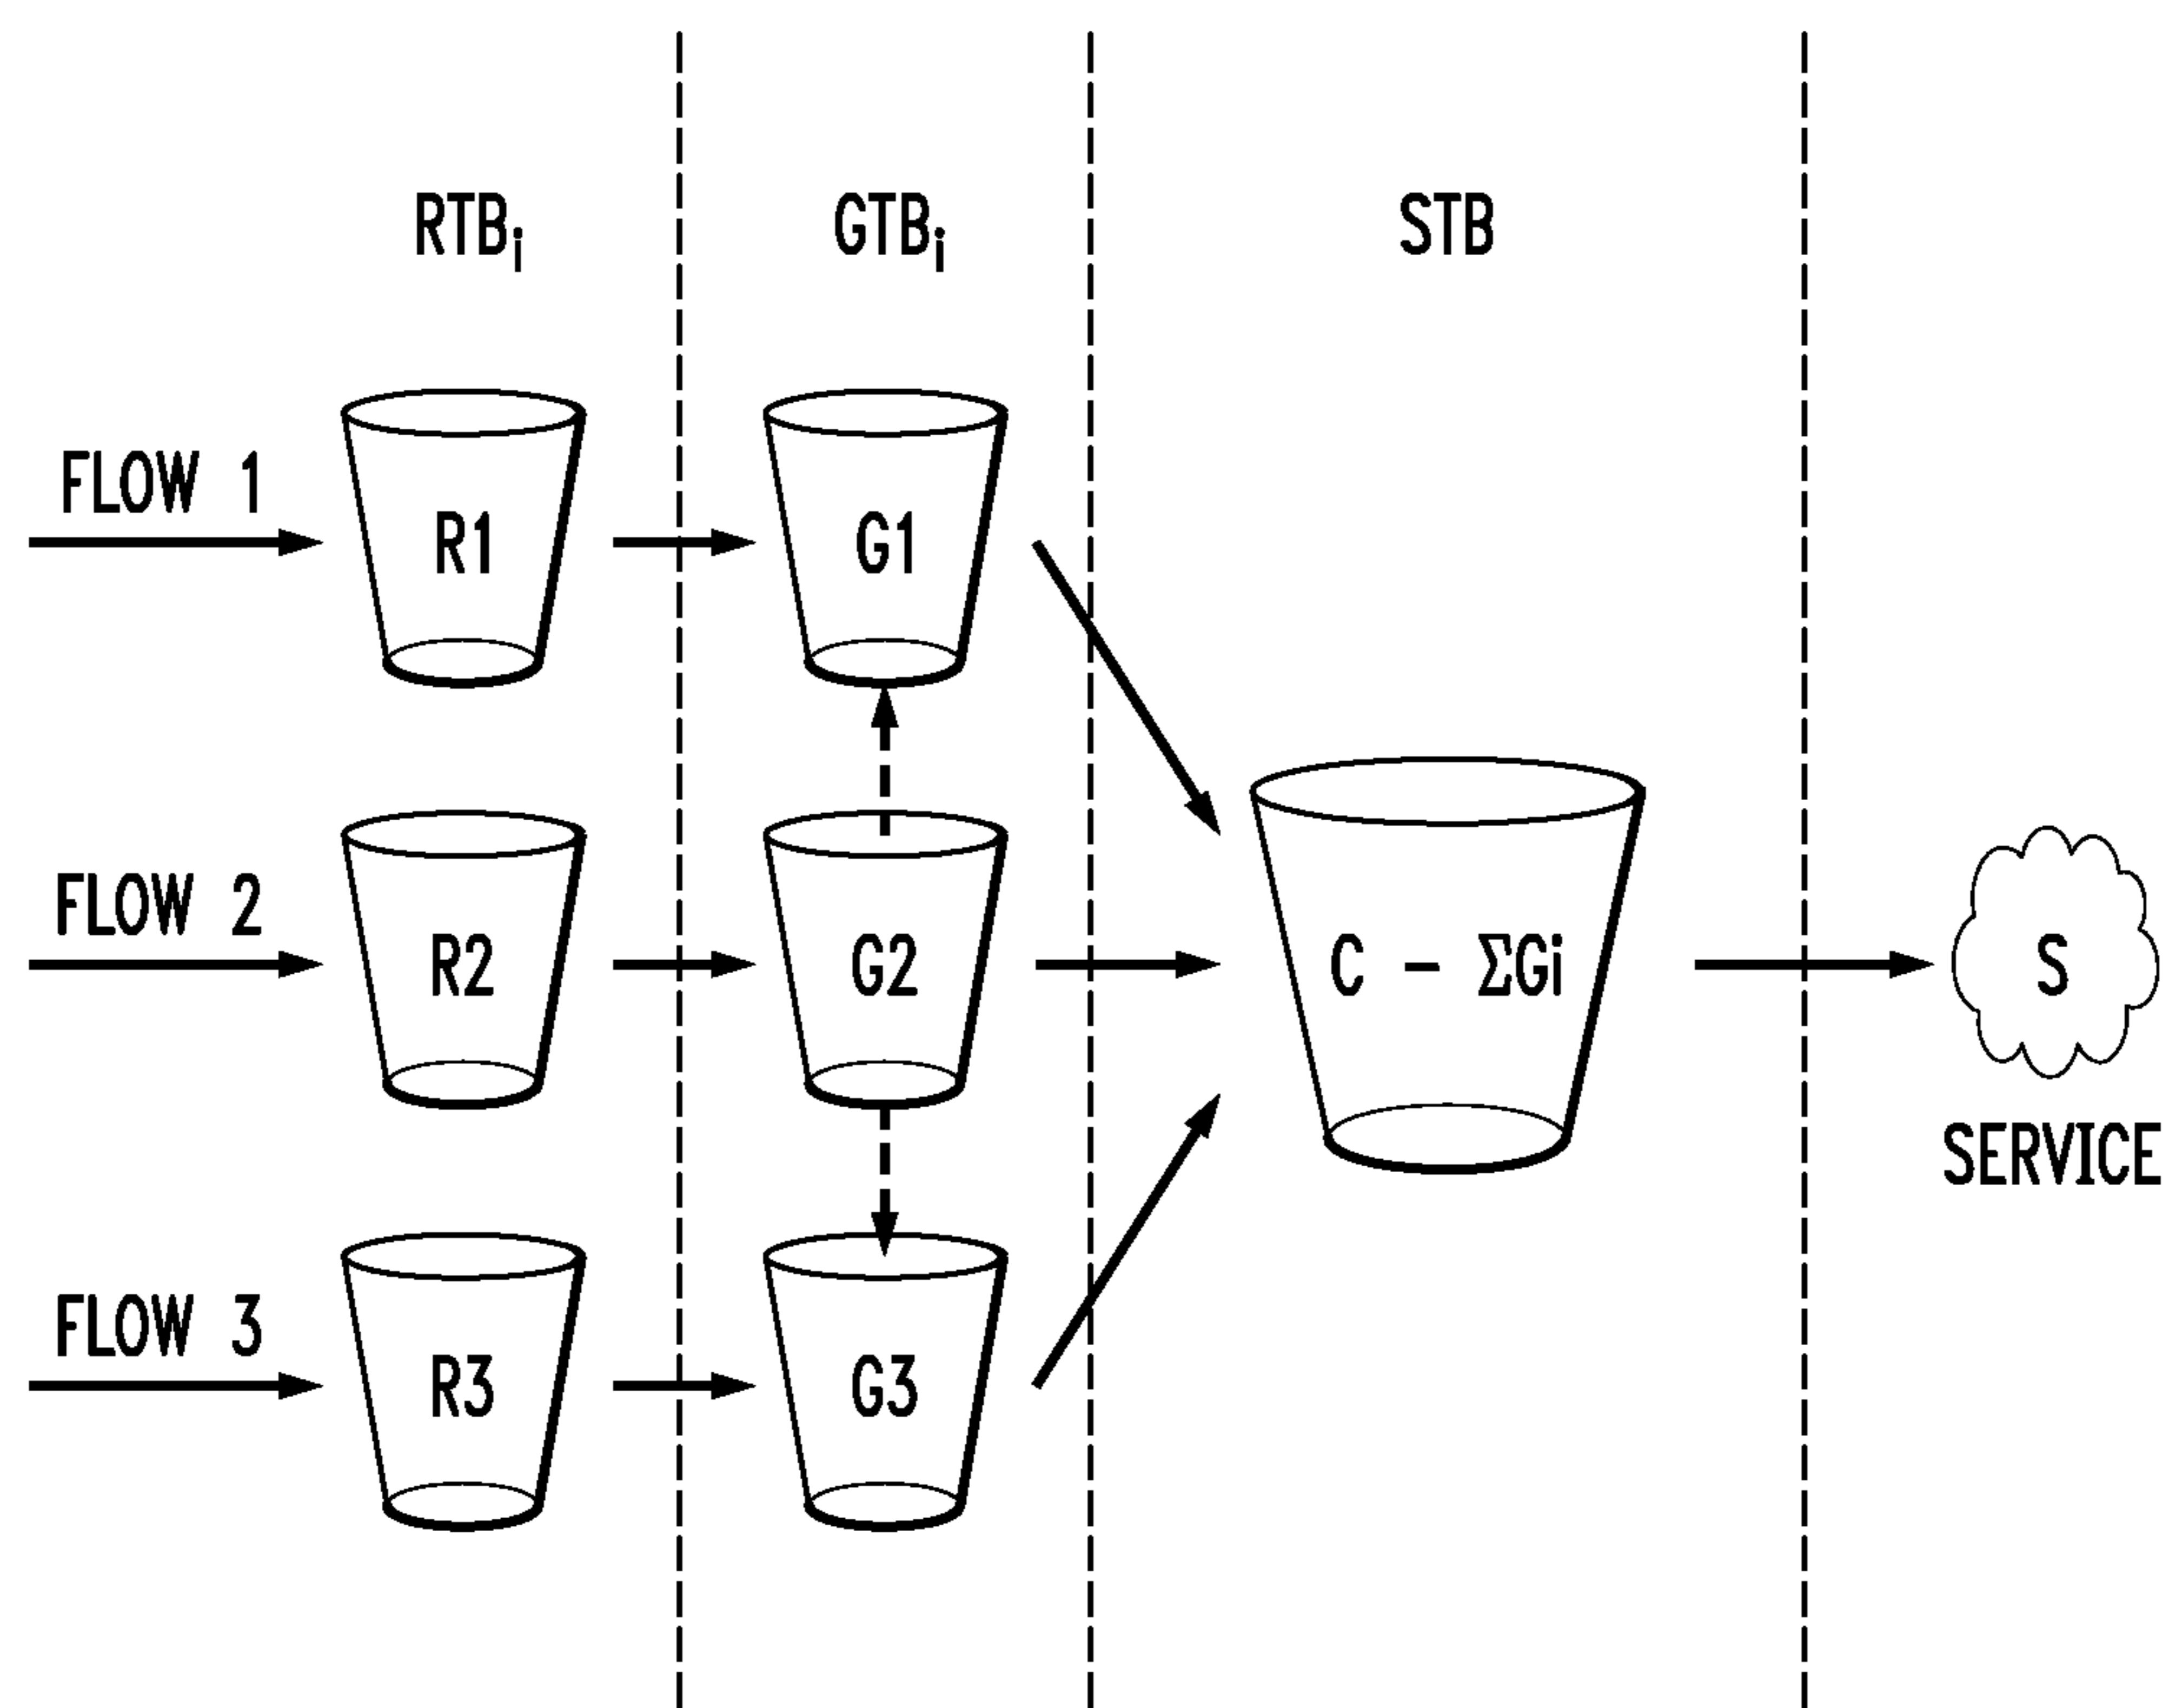 RTBi GTBi STB
FLOW 1
R1 G1
FLOW 2
R2 G2 C - ΣGi S
SERVICE
FLOW 3
R3 G3